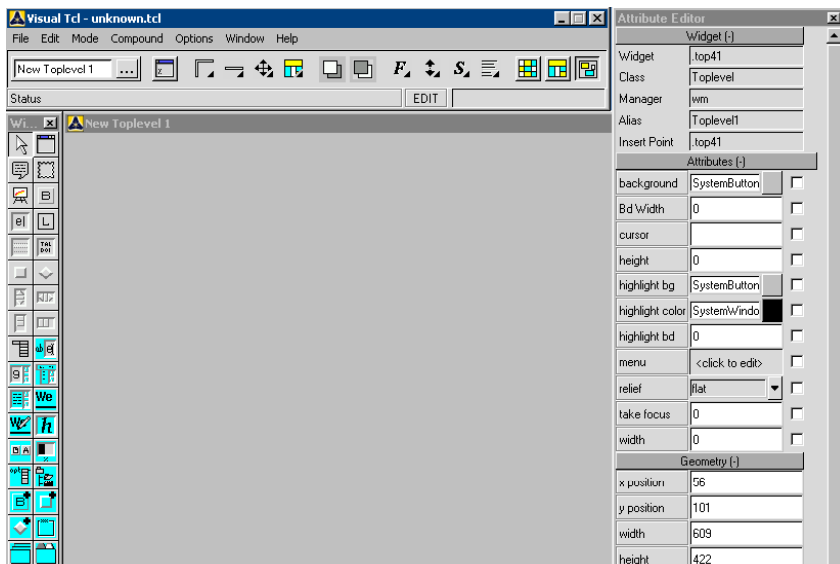 Visual Tcl - unknown.tcl
File Edit Mode Compound Options Window Help
New Toplevel 1 ...
Status EDIT
Wi...
New Toplevel 1
Attribute Editor
Widget (-)
Widget .top41
Class Toplevel
Manager wm
Alias Toplevel1
Insert Point .top41
Attributes (-)
background SystemButton
Bd Width 0
cursor
height 0
highlight bg SystemButton
highlight color SystemWindo
highlight bd 0
menu <click to edit>
relief flat
take focus 0
width 0
Geometry (-)
x position 56
y position 101
width 609
height 422